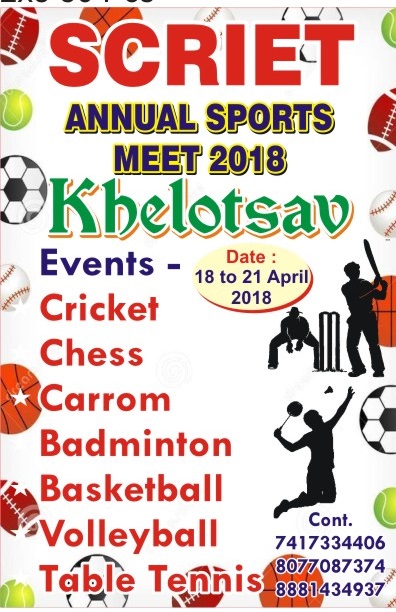 SCRIET
ANNUAL SPORTS
MEET 2018
Khelotsav
Events -
Date :
18 to 21 April
2018
Cricket
Chess
Carrom
Badminton
Basketball
Volleyball
Table Tennis
Cont.
7417334406
8077087374
8881434937